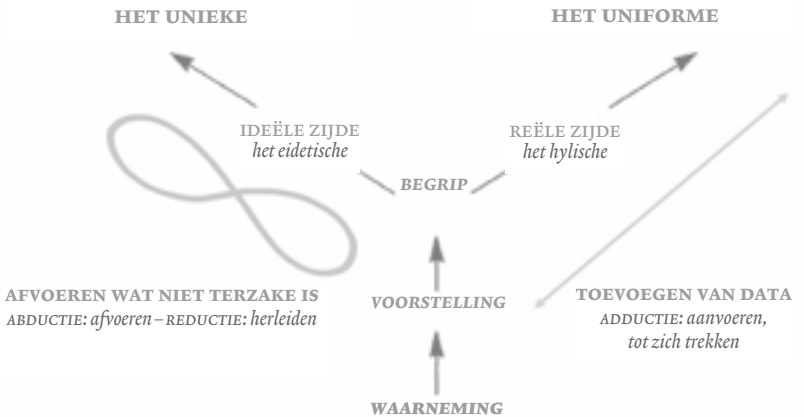 HET UNIEKE
HET UNIFORME
IDEËLE ZIJDE
het eidetische
REËLE ZIJDE
het hylische
BEGRIP
AFVOEREN WAT NIET TERZAKE IS
ABDUCTIE: afvoeren – REDUCTIE: herleiden
VOORSTELLING
TOEVOEGEN VAN DATA
ADDUCTIE: aanvoeren,
tot zich trekken
WAARNEMING